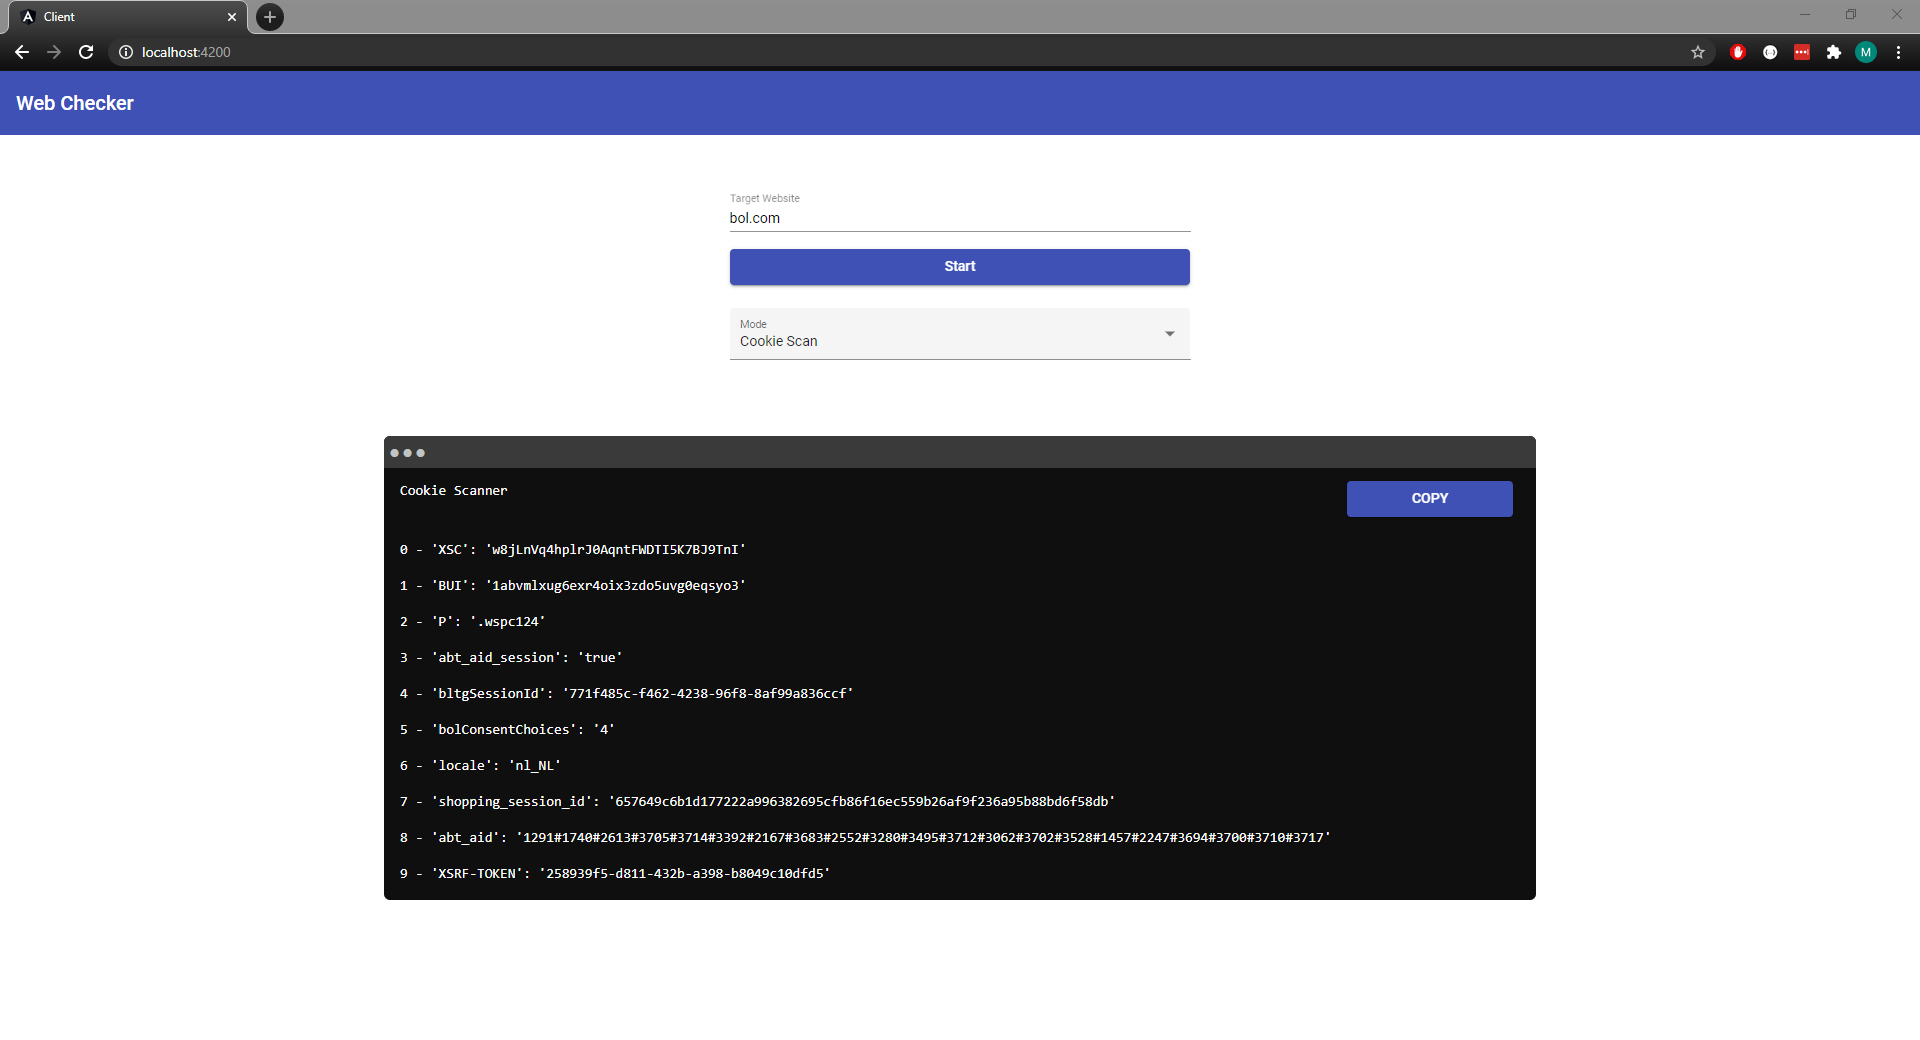 Client
localhost:4200
M
Web Checker
Target Website
bol.com
Start
Mode
Cookie Scan
Cookie Scanner
COPY
0 - 'XSC': 'w8jLnVq4hplrJ0AqntFWDTI5K7BJ9TnI'
1 - 'BUI': '1abvmlxug6exr4oix3zdo5uvg0eqsyo3'
2 - 'P': '.wspc124'
3 - 'abt_aid_session': 'true'
4 - 'bltgSessionId': '771f485c-f462-4238-96f8-8af99a836ccf'
5 - 'bolConsentChoices': '4'
6 - 'locale': 'nl_NL'
7 - 'shopping_session_id': '657649c6b1d177222a996382695cfb86f16ec559b26af9f236a95b88bd6f58db'
8 - 'abt_aid': '1291#1740#2613#3705#3714#3392#2167#3683#2552#3280#3495#3712#3062#3702#3528#1457#2247#3694#3700#3710#3717'
9 - 'XSRF-TOKEN': '258939f5-d811-432b-a398-b8049c10dfd5'